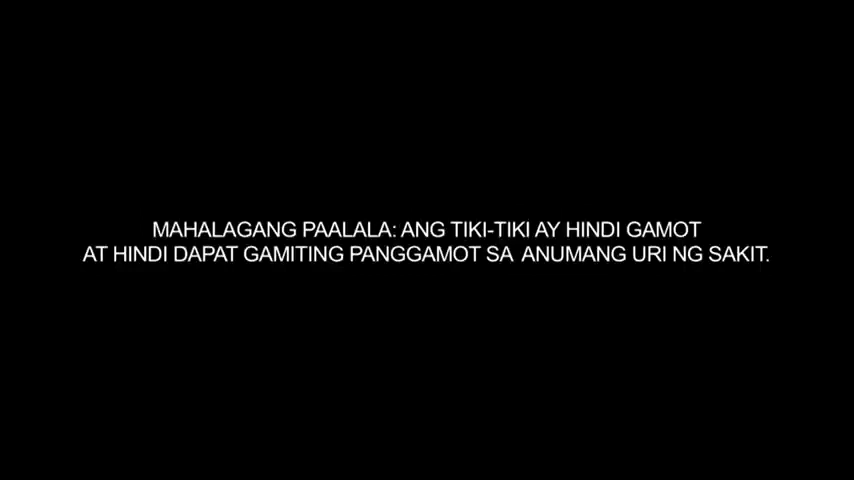 MAHALAGANG PAALALA: ANG TIKI-TIKI AY HINDI GAMOT
AT HINDI DAPAT GAMITING PANGGAMOT SA ANUMANG URI NG SAKIT.